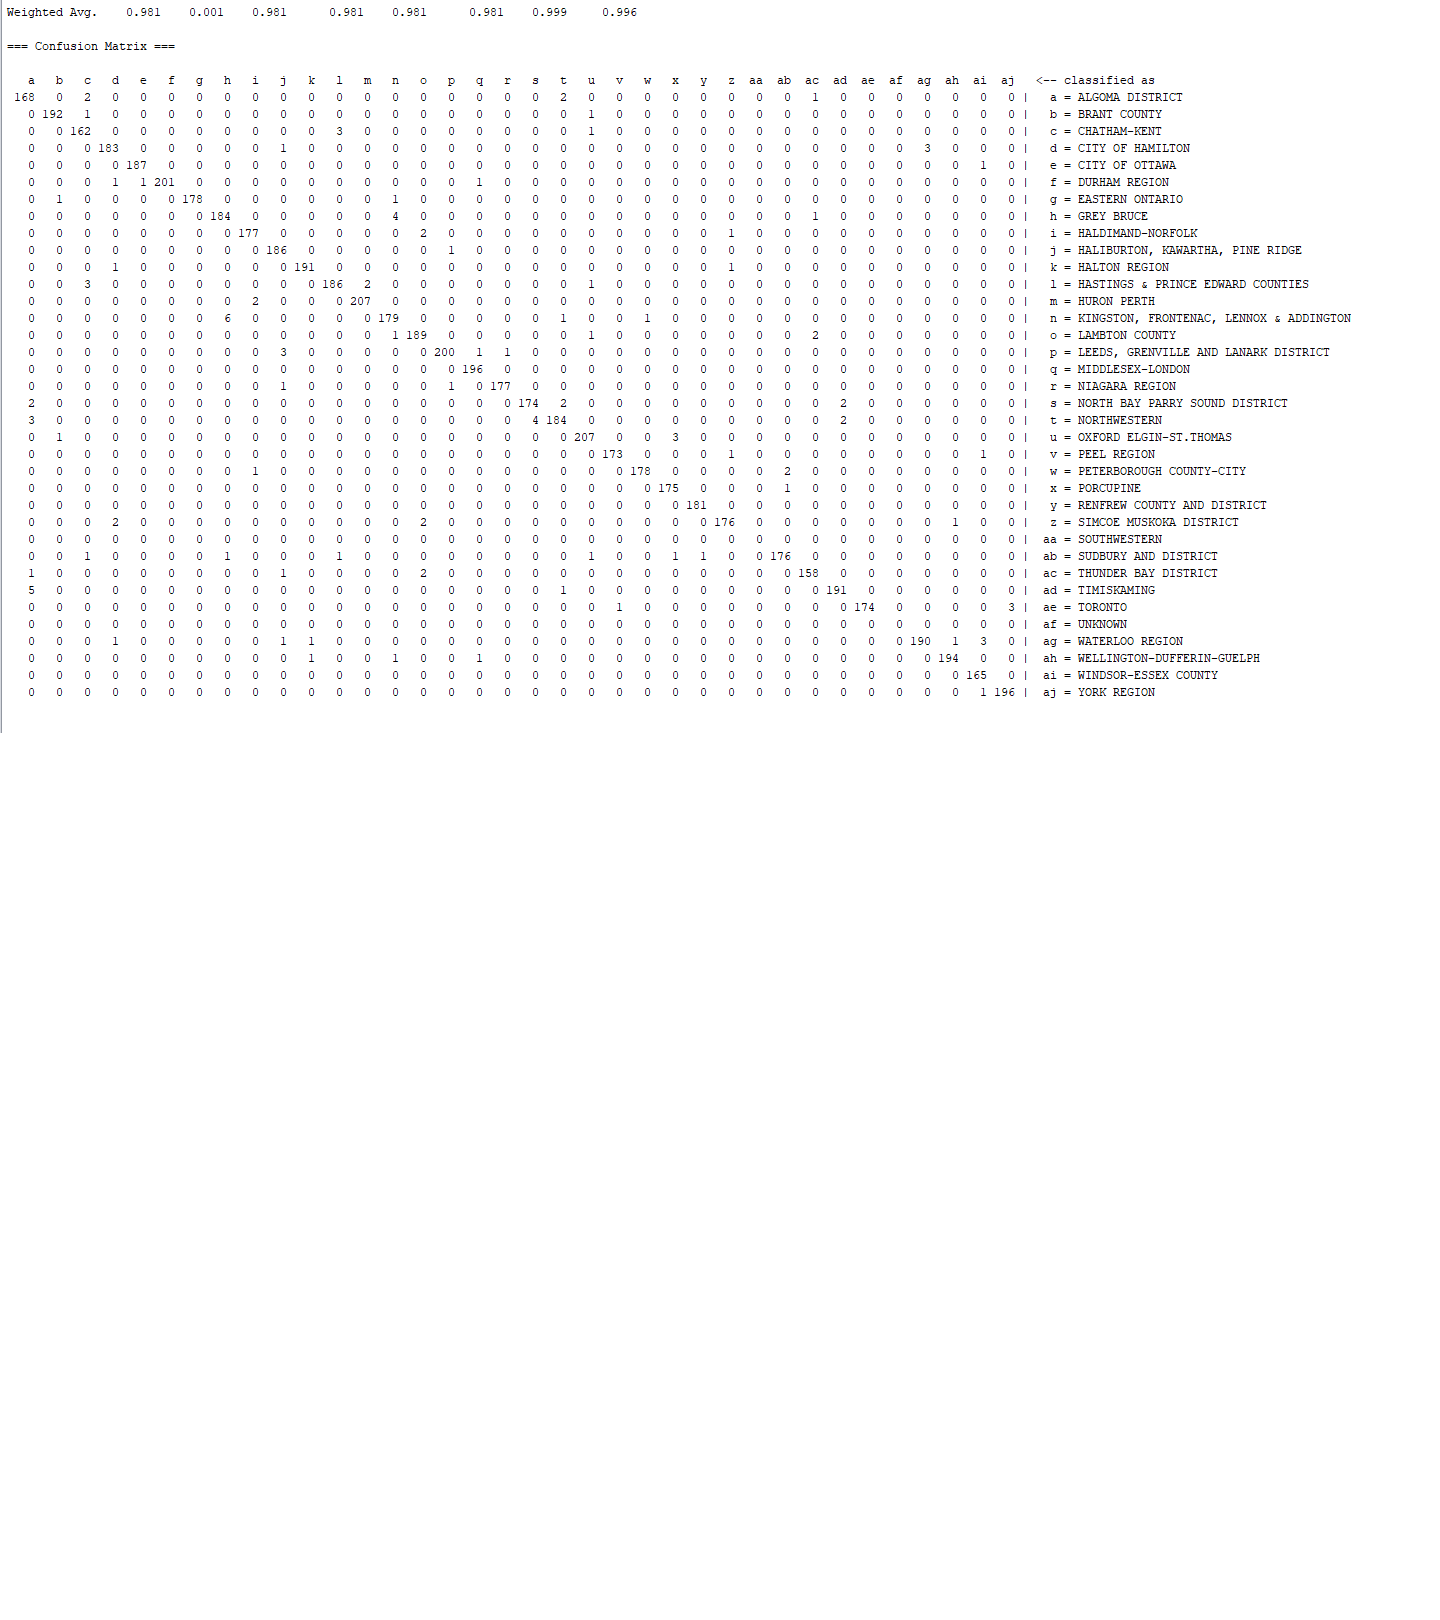 Weighted Avg. 0.981 0.001 0.981 0.981 0.981 0.981 0.999 0.996
=== Confusion Matrix ===
a b c d e f g h i j k l m n o p q r s t u v w x y z aa ab ac ad ae af ag ah ai aj <-- classified as
168 0 2 0 0 0 0 0 0 0 0 0 0 0 0 0 0 0 0 2 0 0 0 0 0 0 0 0 1 0 0 0 0 0 0 0 | a = ALGOMA DISTRICT
0 192 1 0 0 0 0 0 0 0 0 0 0 0 0 0 0 0 0 0 1 0 0 0 0 0 0 0 0 0 0 0 0 0 0 0 | b = BRANT COUNTY
0 0 162 0 0 0 0 0 0 0 0 3 0 0 0 0 0 0 0 0 1 0 0 0 0 0 0 0 0 0 0 0 0 0 0 0 | c = CHATHAM-KENT
0 0 0 183 0 0 0 0 0 1 0 0 0 0 0 0 0 0 0 0 0 0 0 0 0 0 0 0 0 0 0 0 3 0 0 0 | d = CITY OF HAMILTON
0 0 0 0 187 0 0 0 0 0 0 0 0 0 0 0 0 0 0 0 0 0 0 0 0 0 0 0 0 0 0 0 0 0 1 0 | e = CITY OF OTTAWA
0 0 0 1 1 201 0 0 0 0 0 0 0 0 0 0 1 0 0 0 0 0 0 0 0 0 0 0 0 0 0 0 0 0 0 0 | f = DURHAM REGION
0 1 0 0 0 0 178 0 0 0 0 0 0 1 0 0 0 0 0 0 0 0 0 0 0 0 0 0 0 0 0 0 0 0 0 0 | g = EASTERN ONTARIO
0 0 0 0 0 0 0 184 0 0 0 0 0 4 0 0 0 0 0 0 0 0 0 0 0 0 0 0 1 0 0 0 0 0 0 0 | h = GREY BRUCE
0 0 0 0 0 0 0 0 177 0 0 0 0 0 2 0 0 0 0 0 0 0 0 0 0 1 0 0 0 0 0 0 0 0 0 0 | i = HALDIMAND-NORFOLK
0 0 0 0 0 0 0 0 0 186 0 0 0 0 0 1 0 0 0 0 0 0 0 0 0 0 0 0 0 0 0 0 0 0 0 0 | j = HALIBURTON, KAWARTHA, PINE RIDGE
0 0 0 1 0 0 0 0 0 0 191 0 0 0 0 0 0 0 0 0 0 0 0 0 0 1 0 0 0 0 0 0 0 0 0 0 | k = HALTON REGION
0 0 3 0 0 0 0 0 0 0 0 186 2 0 0 0 0 0 0 0 1 0 0 0 0 0 0 0 0 0 0 0 0 0 0 0 | l = HASTINGS & PRINCE EDWARD COUNTIES
0 0 0 0 0 0 0 0 2 0 0 0 207 0 0 0 0 0 0 0 0 0 0 0 0 0 0 0 0 0 0 0 0 0 0 0 | m = HURON PERTH
0 0 0 0 0 0 0 6 0 0 0 0 0 179 0 0 0 0 0 1 0 0 1 0 0 0 0 0 0 0 0 0 0 0 0 0 | n = KINGSTON, FRONTENAC, LENNOX & ADDINGTON
0 0 0 0 0 0 0 0 0 0 0 0 0 1 189 0 0 0 0 0 1 0 0 0 0 0 0 0 2 0 0 0 0 0 0 0 | o = LAMBTON COUNTY
0 0 0 0 0 0 0 0 0 3 0 0 0 0 0 200 1 1 0 0 0 0 0 0 0 0 0 0 0 0 0 0 0 0 0 0 | p = LEEDS, GRENVILLE AND LANARK DISTRICT
0 0 0 0 0 0 0 0 0 0 0 0 0 0 0 0 196 0 0 0 0 0 0 0 0 0 0 0 0 0 0 0 0 0 0 0 | q = MIDDLESEX-LONDON
0 0 0 0 0 0 0 0 0 1 0 0 0 0 0 1 0 177 0 0 0 0 0 0 0 0 0 0 0 0 0 0 0 0 0 0 | r = NIAGARA REGION
2 0 0 0 0 0 0 0 0 0 0 0 0 0 0 0 0 0 174 2 0 0 0 0 0 0 0 0 0 2 0 0 0 0 0 0 | s = NORTH BAY PARRY SOUND DISTRICT
3 0 0 0 0 0 0 0 0 0 0 0 0 0 0 0 0 0 4 184 0 0 0 0 0 0 0 0 0 2 0 0 0 0 0 0 | t = NORTHWESTERN
0 1 0 0 0 0 0 0 0 0 0 0 0 0 0 0 0 0 0 0 207 0 0 3 0 0 0 0 0 0 0 0 0 0 0 0 | u = OXFORD ELGIN-ST.THOMAS
0 0 0 0 0 0 0 0 0 0 0 0 0 0 0 0 0 0 0 0 0 173 0 0 0 1 0 0 0 0 0 0 0 0 1 0 | v = PEEL REGION
0 0 0 0 0 0 0 0 1 0 0 0 0 0 0 0 0 0 0 0 0 0 178 0 0 0 0 2 0 0 0 0 0 0 0 0 | w = PETERBOROUGH COUNTY-CITY
0 0 0 0 0 0 0 0 0 0 0 0 0 0 0 0 0 0 0 0 0 0 0 175 0 0 0 1 0 0 0 0 0 0 0 0 | x = PORCUPINE
0 0 0 0 0 0 0 0 0 0 0 0 0 0 0 0 0 0 0 0 0 0 0 0 181 0 0 0 0 0 0 0 0 0 0 0 | y = RENFREW COUNTY AND DISTRICT
0 0 0 2 0 0 0 0 0 0 0 0 0 0 2 0 0 0 0 0 0 0 0 0 0 176 0 0 0 0 0 0 0 1 0 0 | z = SIMCOE MUSKOKA DISTRICT
0 0 0 0 0 0 0 0 0 0 0 0 0 0 0 0 0 0 0 0 0 0 0 0 0 0 0 0 0 0 0 0 0 0 0 0 | aa = SOUTHWESTERN
0 0 1 0 0 0 0 1 0 0 0 1 0 0 0 0 0 0 0 0 1 0 0 1 1 0 0 176 0 0 0 0 0 0 0 0 | ab = SUDBURY AND DISTRICT
1 0 0 0 0 0 0 0 0 1 0 0 0 0 2 0 0 0 0 0 0 0 0 0 0 0 0 0 158 0 0 0 0 0 0 0 | ac = THUNDER BAY DISTRICT
5 0 0 0 0 0 0 0 0 0 0 0 0 0 0 0 0 0 0 1 0 0 0 0 0 0 0 0 0 191 0 0 0 0 0 0 | ad = TIMISKAMING
0 0 0 0 0 0 0 0 0 0 0 0 0 0 0 0 0 0 0 0 0 1 0 0 0 0 0 0 0 0 174 0 0 0 0 3 | ae = TORONTO
0 0 0 0 0 0 0 0 0 0 0 0 0 0 0 0 0 0 0 0 0 0 0 0 0 0 0 0 0 0 0 0 0 0 0 0 | af = UNKNOWN
0 0 0 1 0 0 0 0 0 1 1 0 0 0 0 0 0 0 0 0 0 0 0 0 0 0 0 0 0 0 0 0 190 1 3 0 | ag = WATERLOO REGION
0 0 0 0 0 0 0 0 0 0 1 0 0 1 0 0 1 0 0 0 0 0 0 0 0 0 0 0 0 0 0 0 0 194 0 0 | ah = WELLINGTON-DUFFERIN-GUELPH
0 0 0 0 0 0 0 0 0 0 0 0 0 0 0 0 0 0 0 0 0 0 0 0 0 0 0 0 0 0 0 0 0 0 165 0 | ai = WINDSOR-ESSEX COUNTY
0 0 0 0 0 0 0 0 0 0 0 0 0 0 0 0 0 0 0 0 0 0 0 0 0 0 0 0 0 0 0 0 0 0 1 196 | aj = YORK REGION